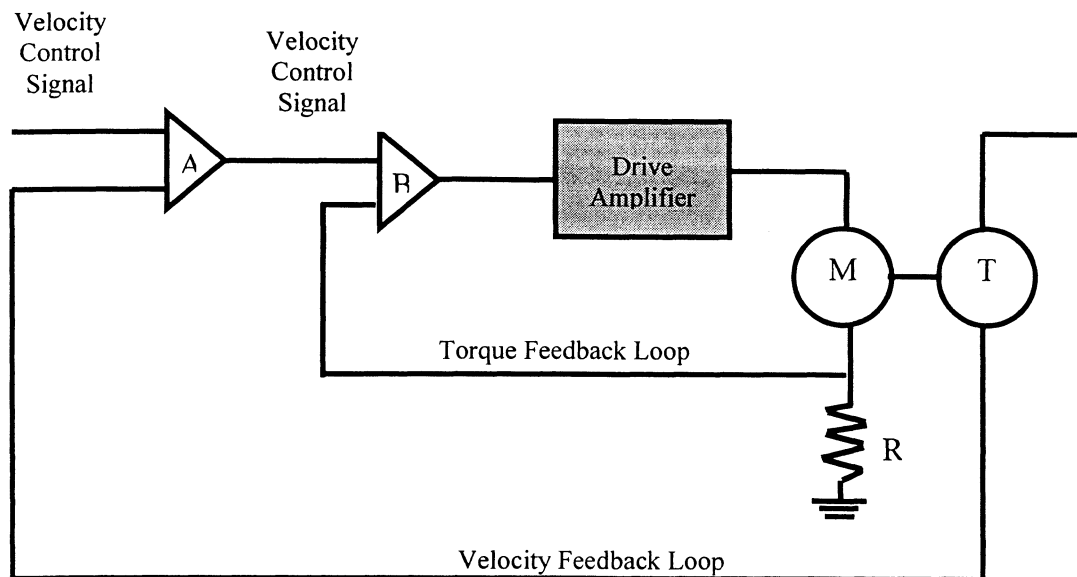 Velocity
Control
Signal
Velocity
Control
Signal
A
B
Drive
Amplifier
M
T
Torque Feedback Loop
R
Velocity Feedback Loop